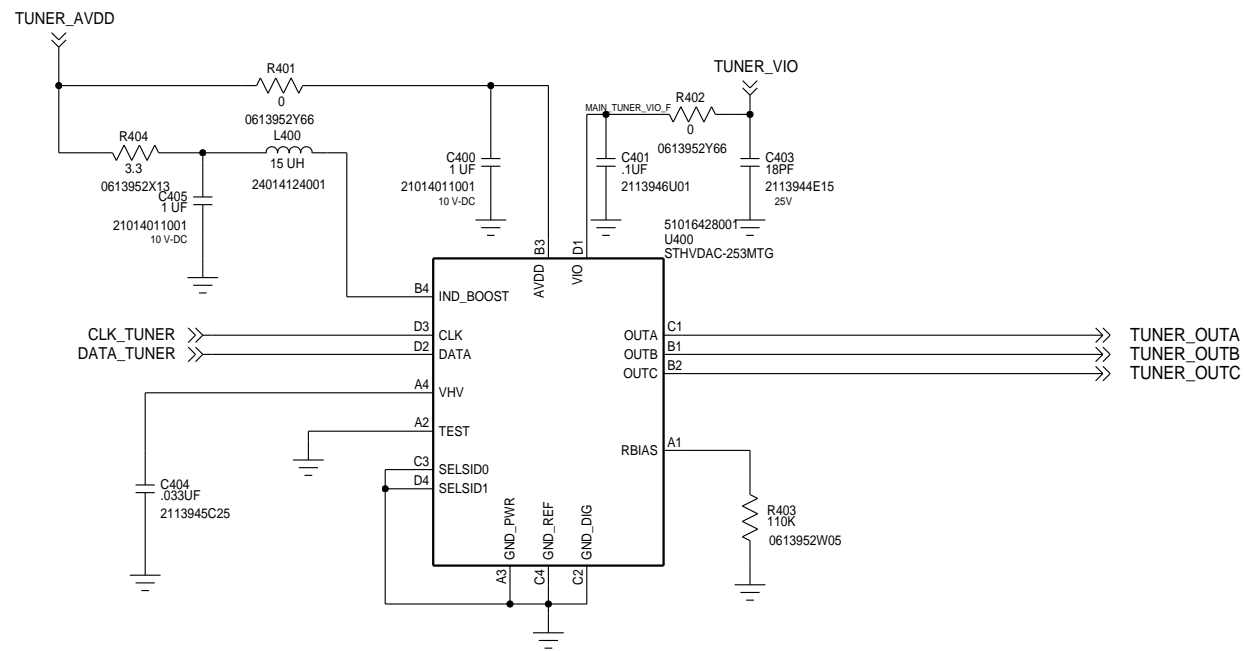 TUNER_AVDD
R401
0
0613952Y66
TUNER_VIO
MAIN_TUNER_VIO_F
R402
0
0613952Y66
R404
3.3
0613952X13
L400
15 UH
24014124001
C405
1 UF
21014011001
10 V-DC
C400
1 UF
21014011001
10 V-DC
C401
.1UF
2113946U01
C403
18PF
2113944E15
25V
51016428001
U400
STHVDAC-253MTG
B3
D1
AVDD
VIO
B4
IND_BOOST
CLK_TUNER
D3
CLK
DATA_TUNER
D2
DATA
OUTA
C1
TUNER_OUTA
OUTB
B1
TUNER_OUTB
OUTC
B2
TUNER_OUTC
A4
VHV
A2
TEST
RBIAS
A1
C3
SELSID0
D4
SELSID1
C404
.033UF
2113945C25
R403
110K
0613952W05
GND_PWR
GND_REF
GND_DIG
A3
C4
C2